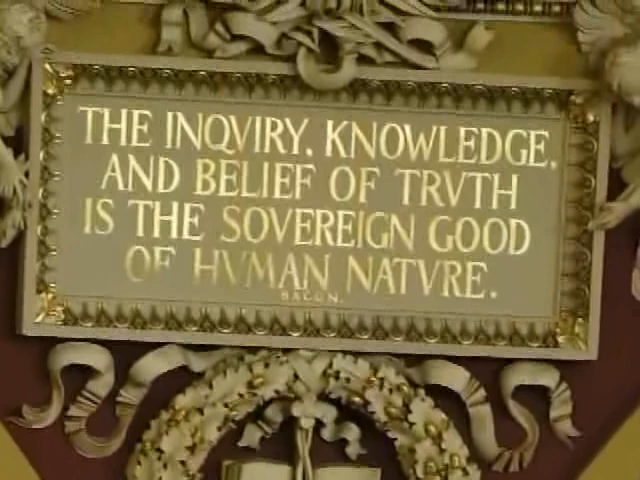 THE INQVIRY. KNOWLEDGE.
AND BELIEF OF TRVTH
IS THE SOVEREIGN GOOD
OF HVMAN NATVRE.
BACON.